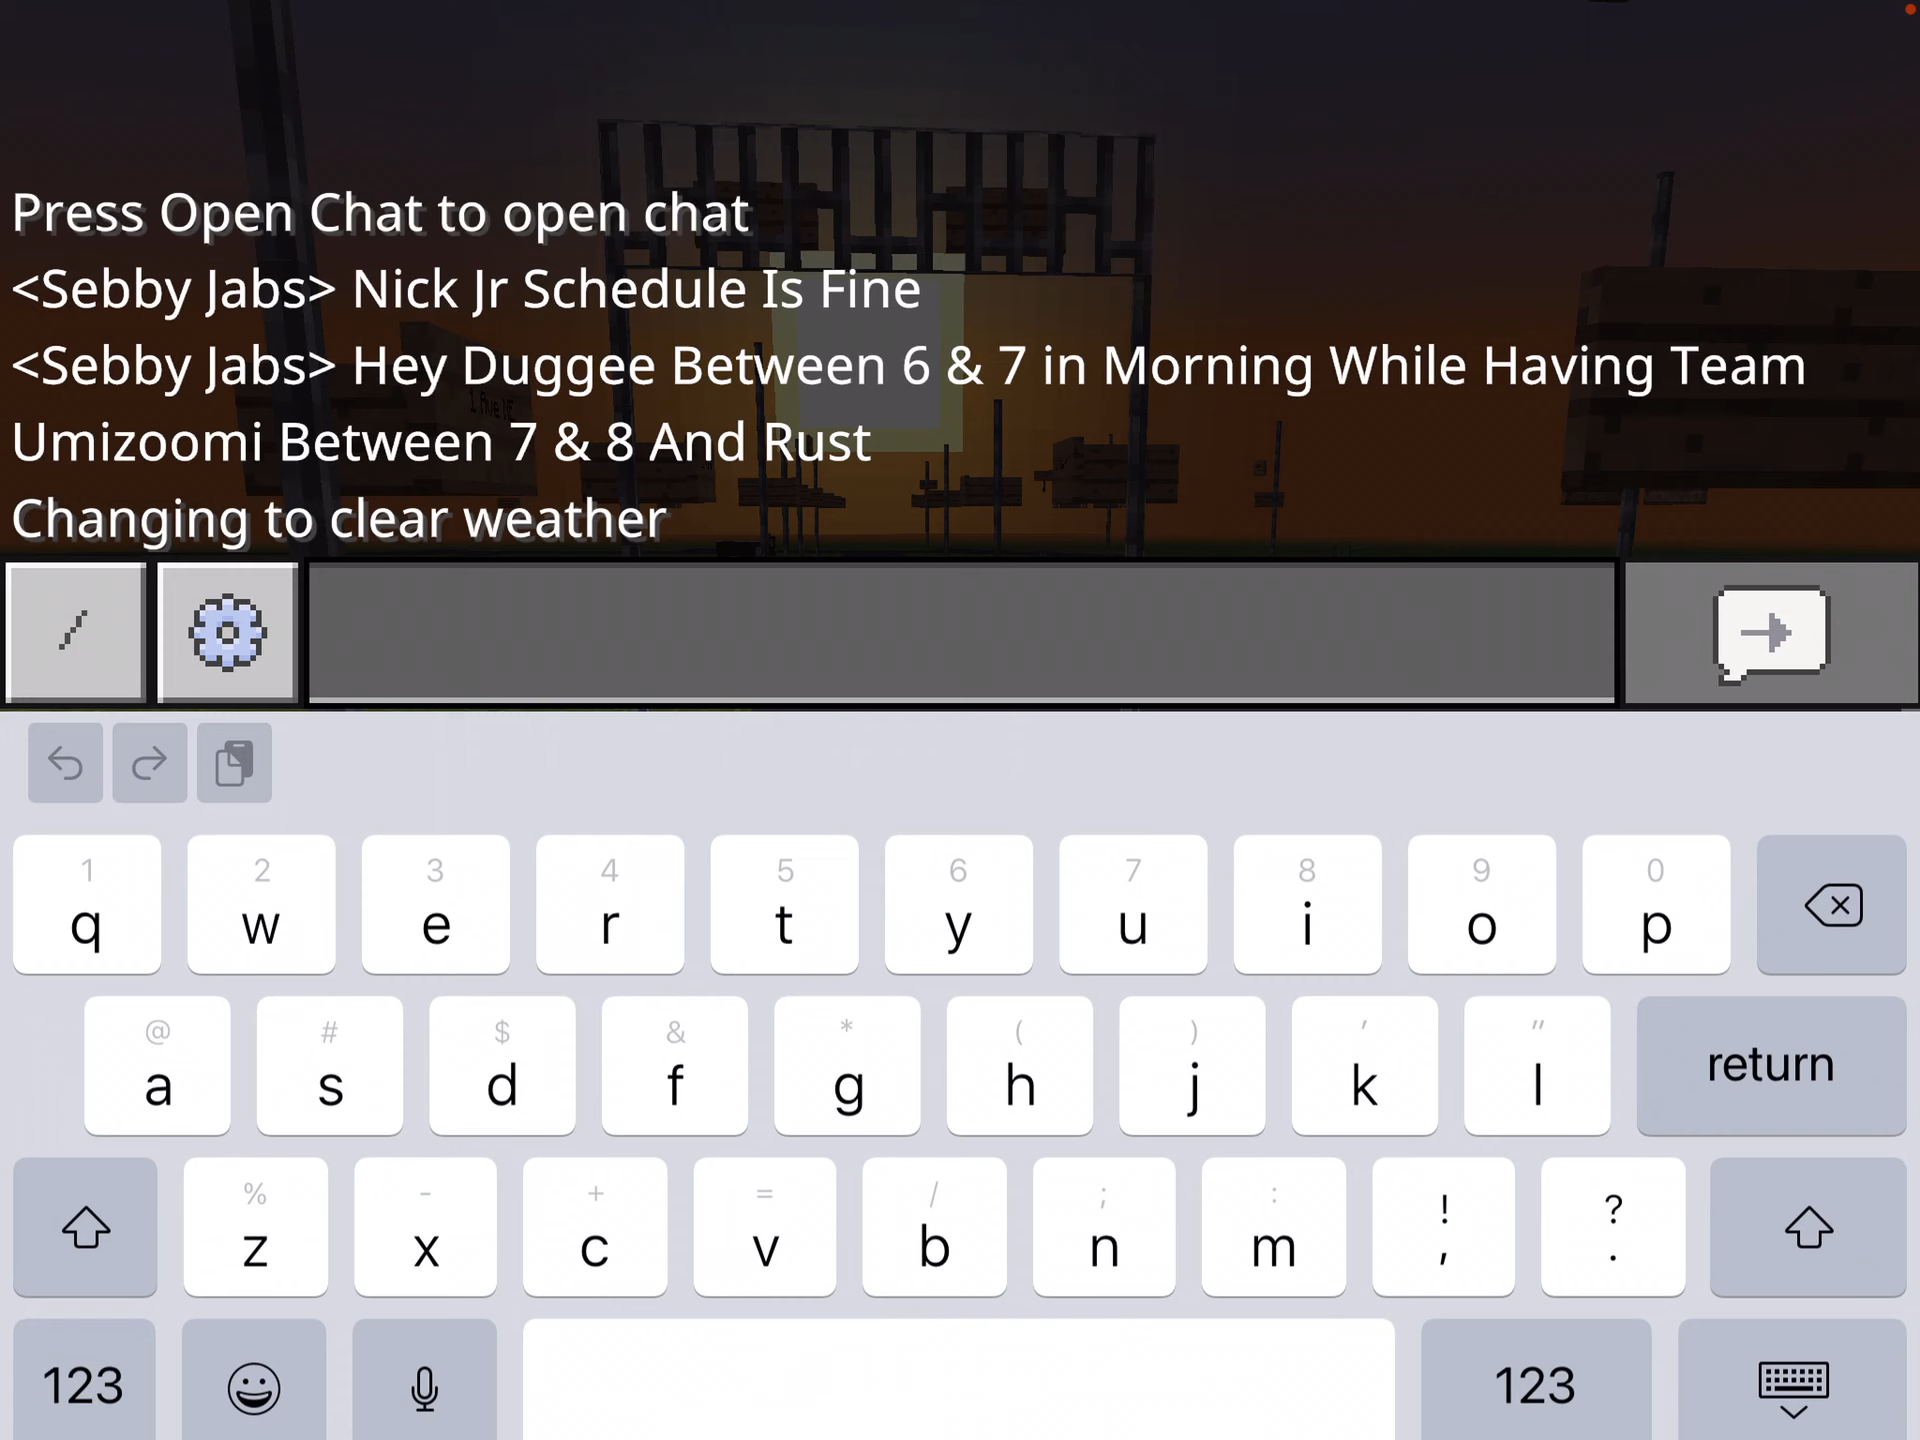 Press Open Chat to open chat
<Sebby Jabs> Nick Jr Schedule Is Fine
<Sebby Jabs> Hey Duggee Between 6 & 7 in Morning While Having Team
Umizoomi Between 7 & 8 And Rust
Changing to clear weather
/
1 2 3 4 5 6 7 8 9 0
q w e r t y u i o p
@ # $ & * ( ) ' "
a s d f g h j k l return
% - + = / ; : ! ?
z x c v b n m , .
123 123